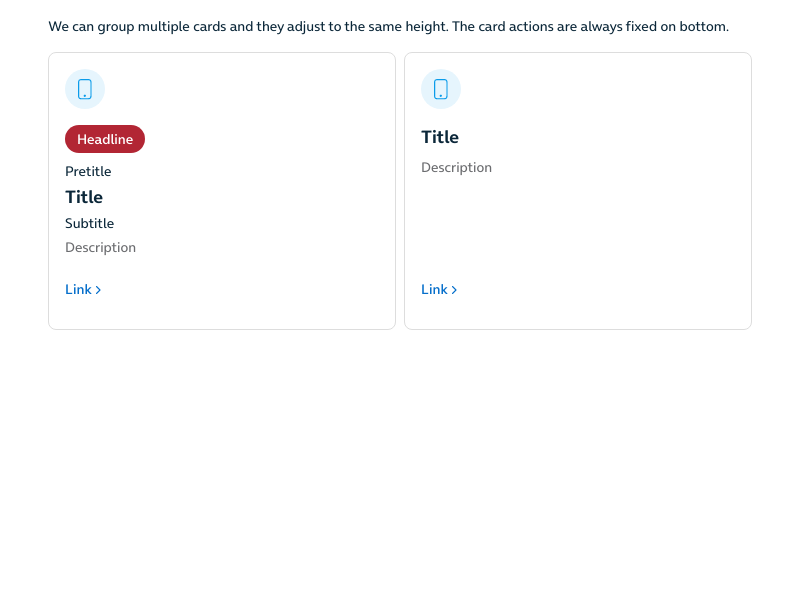 We can group multiple cards and they adjust to the same height. The card actions are always fixed on bottom.
Headline
Pretitle
Title
Subtitle
Description
Link
Title
Description
Link